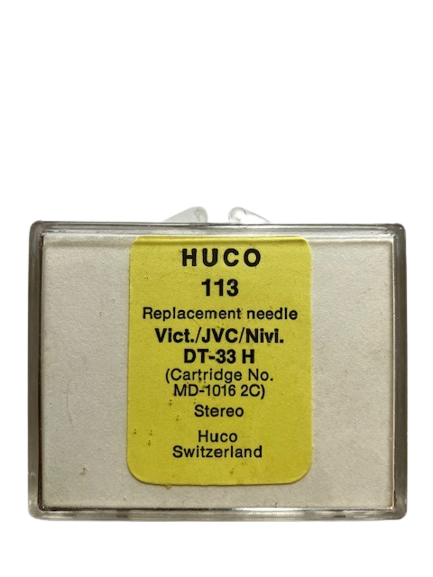 HUCO
113
Replacement needle
Vict./JVC/Nivi.
DT-33 H
(Cartridge No.
MD-1016 2C)
Stereo
Huco
Switzerland